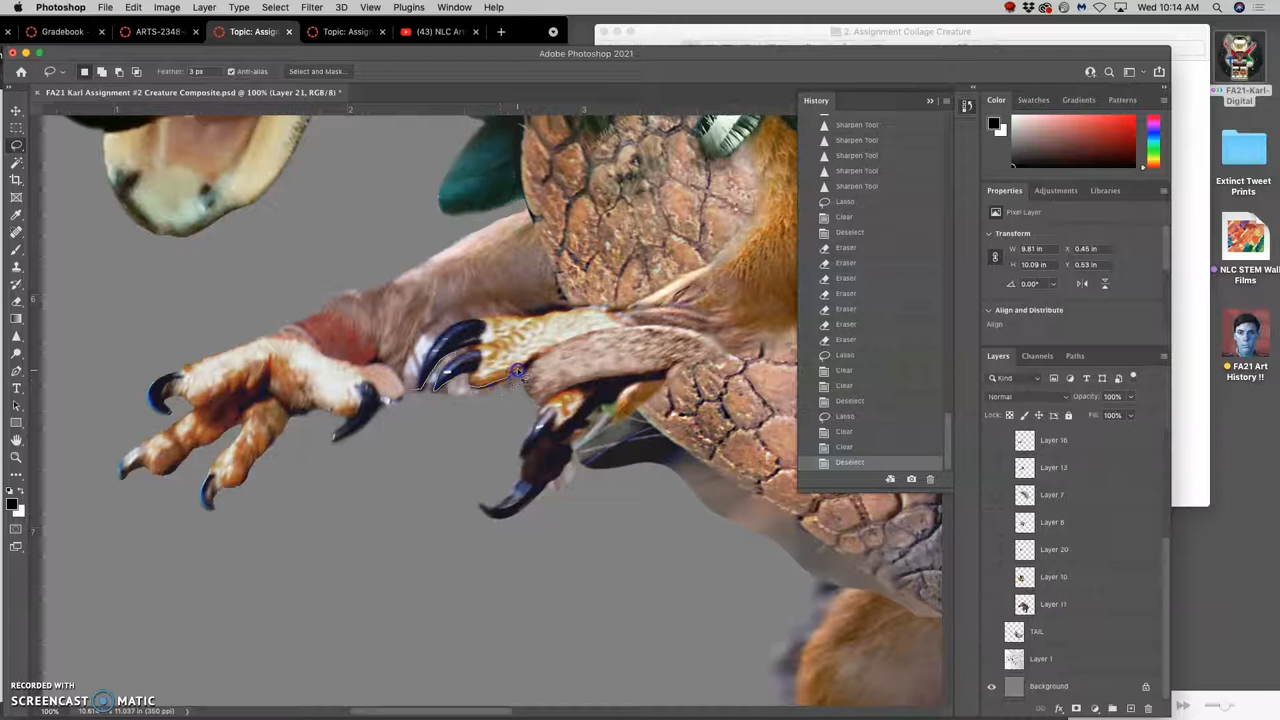 Photoshop File Edit Image Layer Type Select Filter 3D View Plugins Window Help Wed 10:14 AM
Gradebook ARTS-2348 Topic: Assig Topic: Assig (43) NLC Art
2. Assignment Collage Creature
Adobe Photoshop 2021
Feather: 3 px Anti-alias Select and Mask...
FA21 Karl Assignment #2 Creature Composite.psd @ 100% (Layer 21, RGB/8) *
1 2 3
6
7
History
Sharpen Tool
Sharpen Tool
Sharpen Tool
Sharpen Tool
Sharpen Tool
Lasso
Clear
Deselect
Eraser
Eraser
Eraser
Eraser
Eraser
Eraser
Eraser
Lasso
Clear
Clear
Deselect
Lasso
Clear
Clear
Deselect
Color Swatches Gradients Patterns
Properties Adjustments Libraries
Pixel Layer
Transform
W 9.81 in X 0.45 in
H 10.09 in Y 0.53 in
0.00°
Align and Distribute
Align
Layers Channels Paths
Kind
Normal Opacity: 100%
Lock: Fill: 100%
Layer 16
Layer 13
Layer 7
Layer 8
Layer 20
Layer 10
Layer 11
TAIL
Layer 1
Background
FA21-Karl-
Digital
Extinct Tweet
Prints
NLC STEM Wall
Films
FA21 Art
History !!
RECORDED WITH
SCREENCAST MATIC
100%